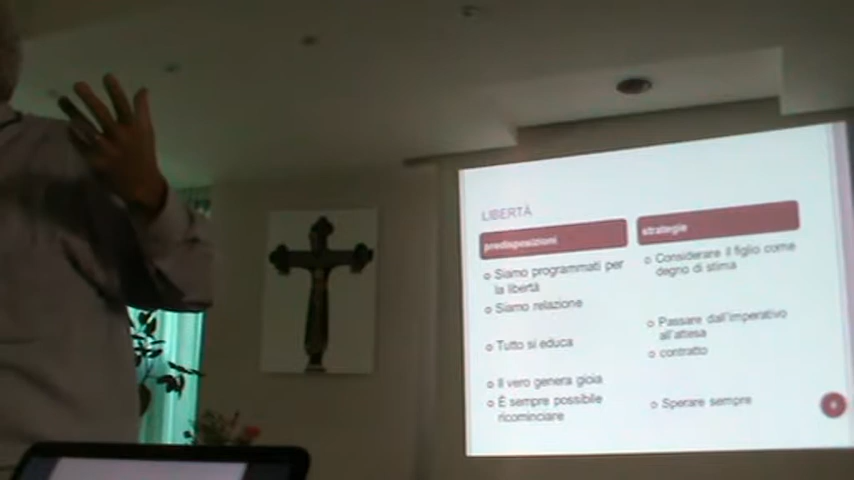 LIBERTÀ
predisposizioni
strategie
Siamo programmati per
la libertà
Siamo relazione
Tutto si educa
Il vero genera gioia
È sempre possibile
ricominciare
Considerare il figlio come
degno di stima
Passare dall'imperativo
all'attesa
contratto
Sperare sempre